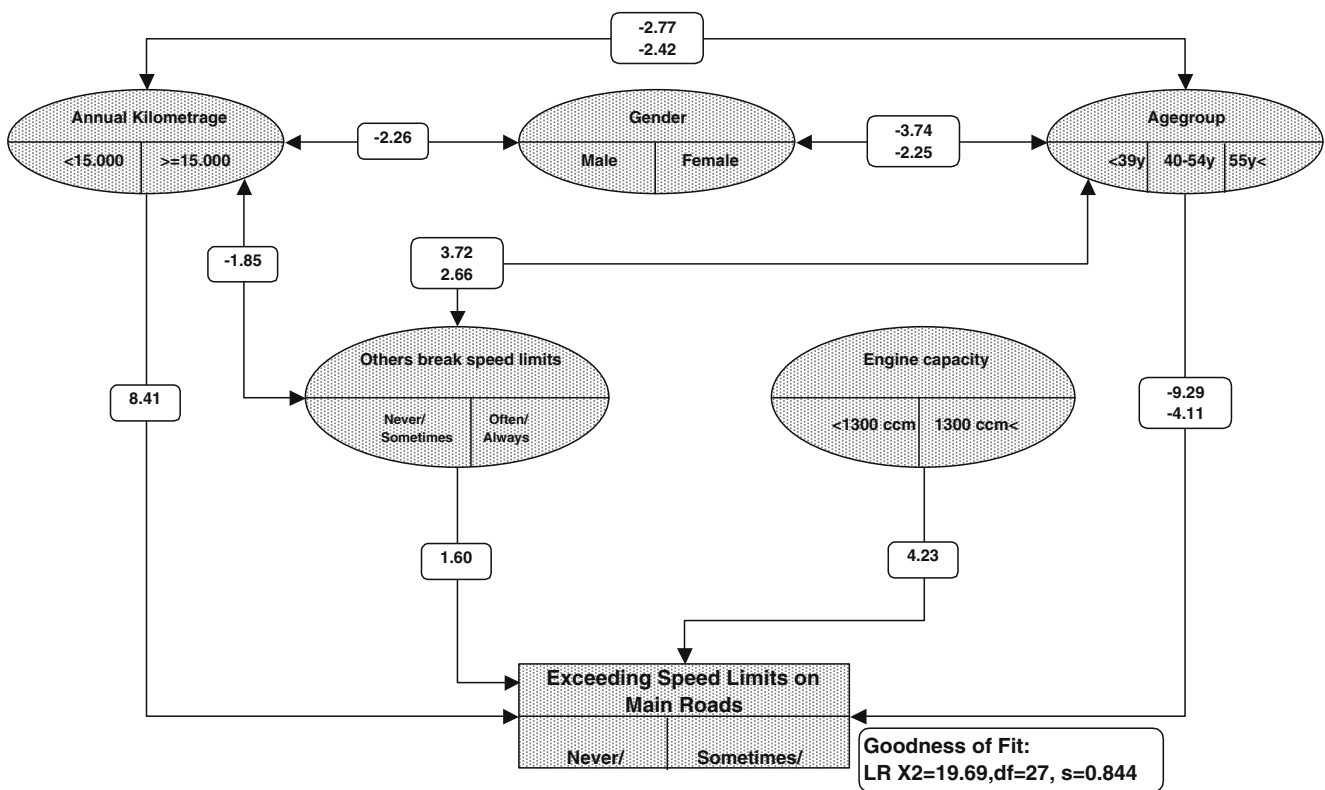 -2.77
-2.42
Annual Kilometrage
<15.000 >=15.000
-2.26
Gender
Male Female
-3.74
-2.25
Agegroup
<39y 40-54y 55y<
-1.85
3.72
2.66
Others break speed limits
Never/ Sometimes
Often/ Always
Engine capacity
<1300 ccm 1300 ccm<
8.41
-9.29
-4.11
1.60
4.23
Exceeding Speed Limits on
Main Roads
Never/ Sometimes/
Goodness of Fit:
LR X2=19.69,df=27, s=0.844